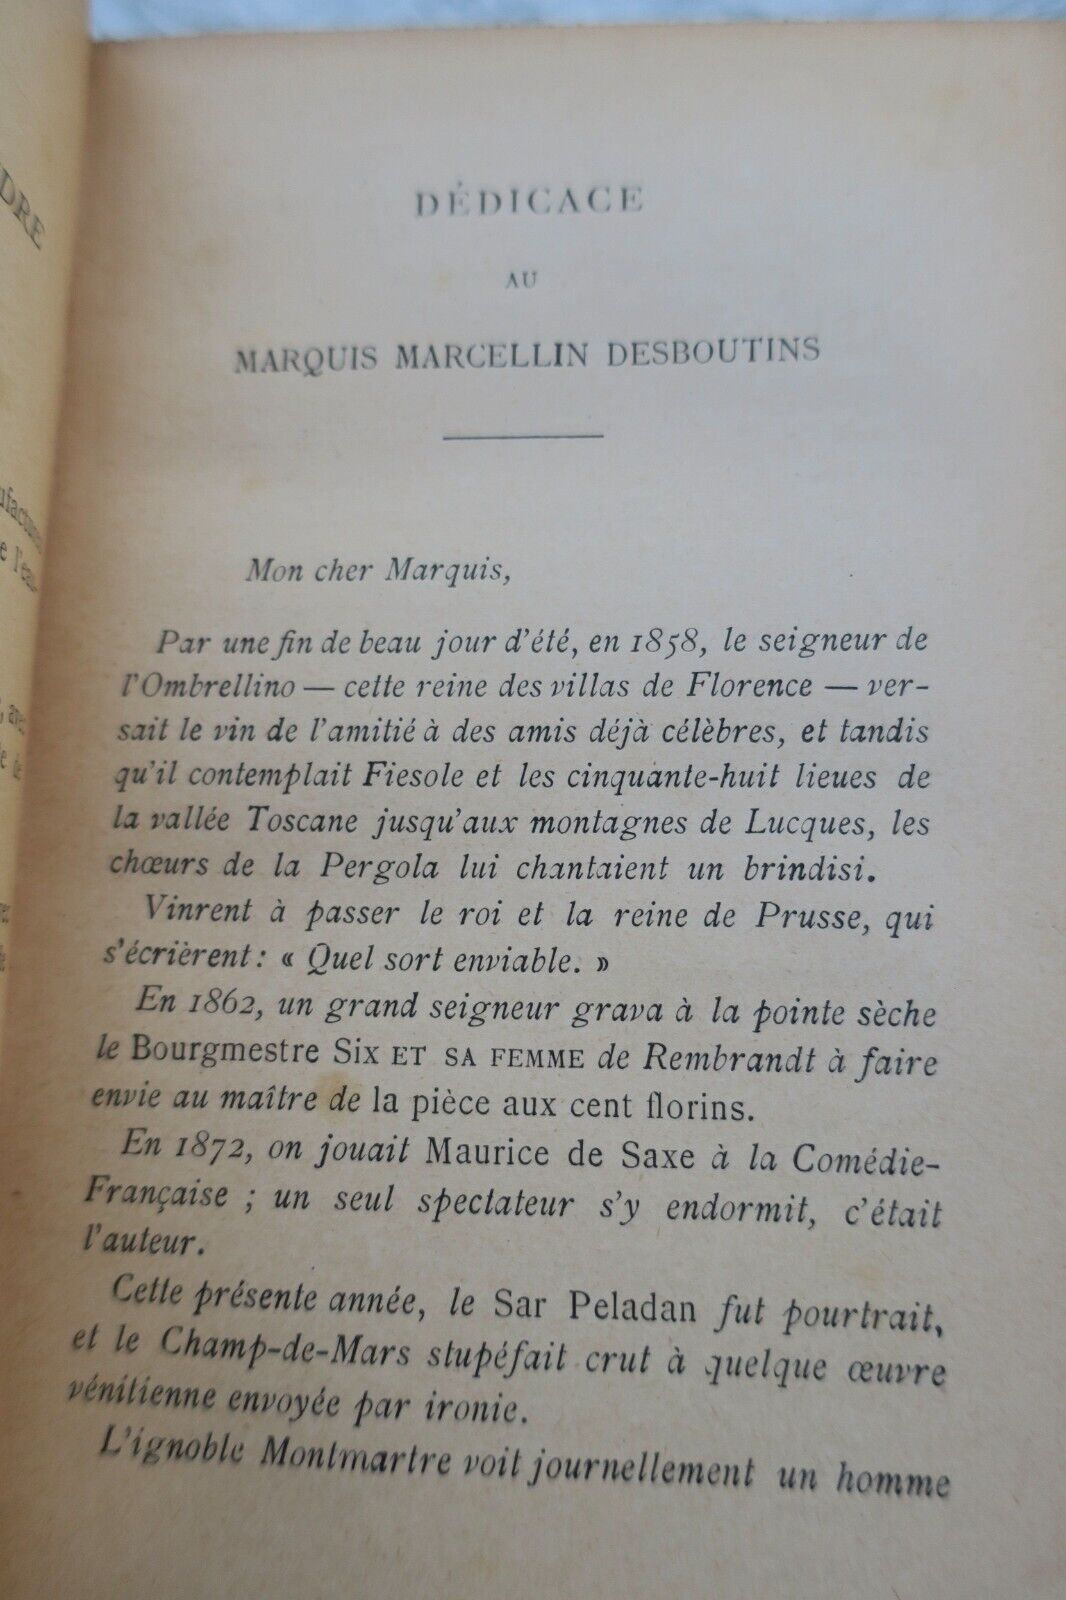 DRE
DÉDICACE
AU
MARQUIS MARCELLIN DESBOUTINS
Mon cher Marquis,
Par une fin de beau jour d'été, en 1858, le seigneur de
l'Ombrellino — cette reine des villas de Florence — ver-
sait le vin de l'amitié à des amis déjà célèbres, et tandis
qu'il contemplait Fiesole et les cinquante-huit lieues de
la vallée Toscane jusqu'aux montagnes de Lucques, les
chœurs de la Pergola lui chantaient un brindisi.
Vinrent à passer le roi et la reine de Prusse, qui
s'écrièrent : « Quel sort enviable. »
En 1862, un grand seigneur grava à la pointe sèche
le Bourgmestre Six ET SA FEMME de Rembrandt à faire
envie au maître de la pièce aux cent florins.
En 1872, on jouait Maurice de Saxe à la Comédie-
Française ; un seul spectateur s'y endormit, c'était
l'auteur.
Cette présente année, le Sar Peladan fut pourtrait,
et le Champ-de-Mars stupéfait crut à quelque œuvre
vénitienne envoyée par ironie.
L'ignoble Montmartre voit journellement un homme